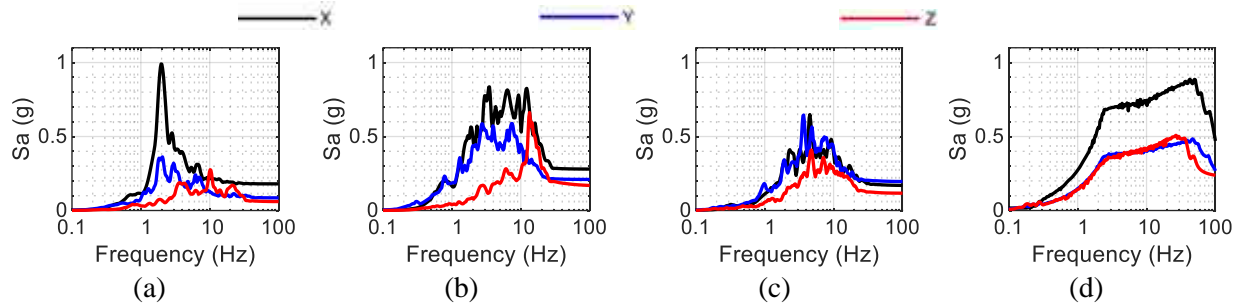 X Y Z
1 1 1 1
Sa (g) 0.5 Sa (g) 0.5 Sa (g) 0.5 Sa (g) 0.5
0 0 0 0
0.1 1 10 100 0.1 1 10 100 0.1 1 10 100 0.1 1 10 100
Frequency (Hz) Frequency (Hz) Frequency (Hz) Frequency (Hz)
(a) (b) (c) (d)